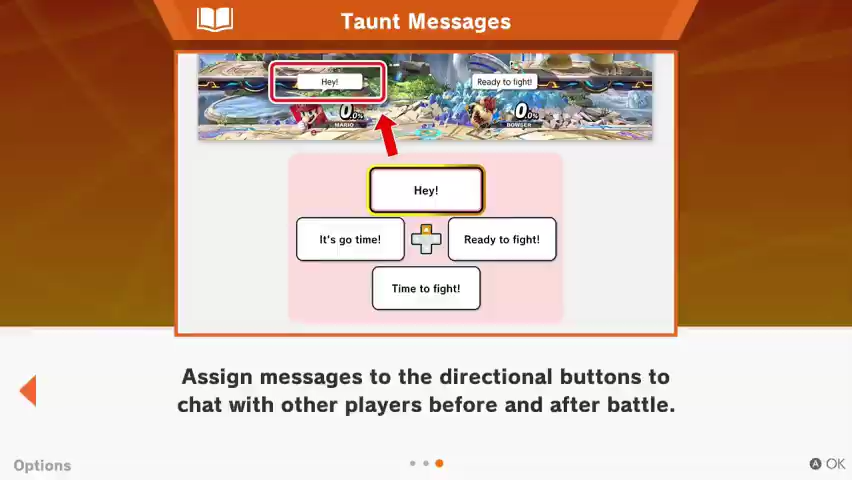 Taunt Messages
Hey!
Ready to fight!
0.0%
MARIO
0.0%
BOWSER
Hey!
It's go time!
Ready to fight!
Time to fight!
Assign messages to the directional buttons to
chat with other players before and after battle.
Options
A OK